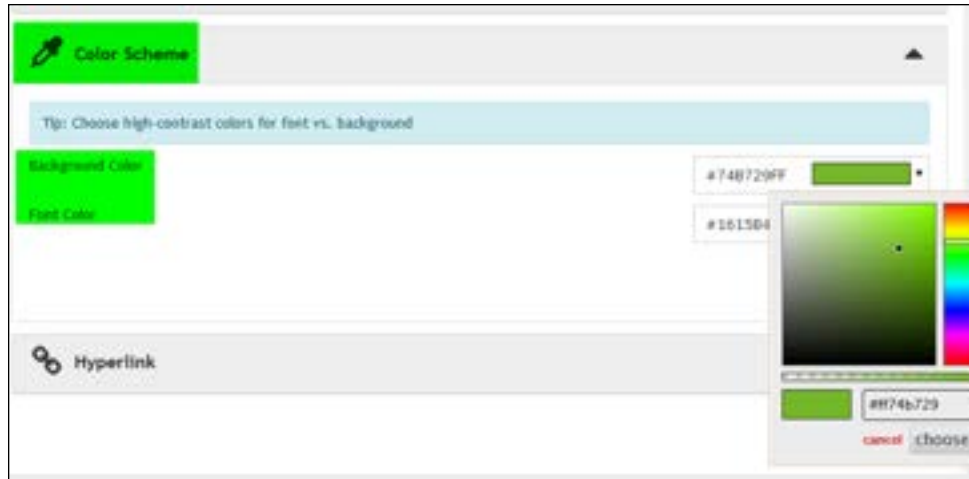 Color Scheme
Tip: Choose high-contrast colors for font vs. background
Background Color
#74B729FF
Font Color
#1615B4
Hyperlink
#ff74b729
cancel choose